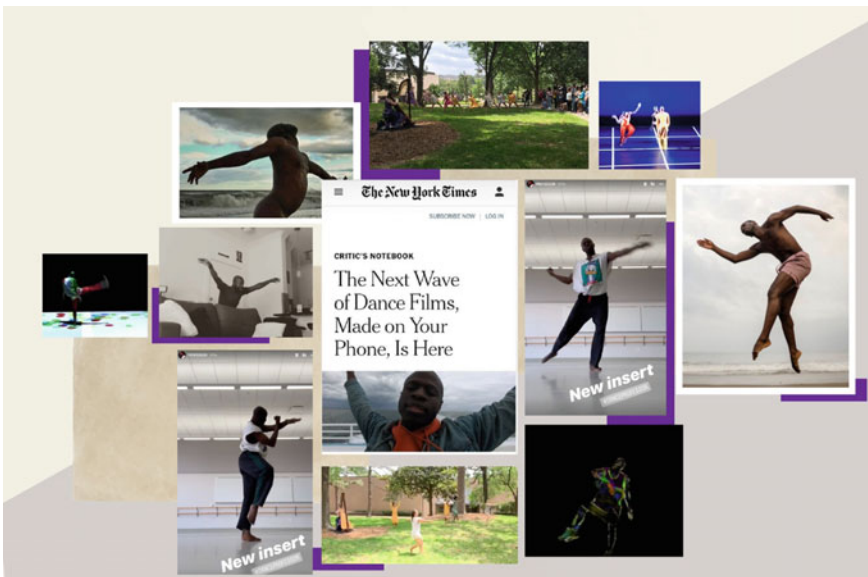 The New York Times
SUBSCRIBE NOW | LOG IN
CRITIC'S NOTEBOOK
The Next Wave
of Dance Films,
Made on Your
Phone, Is Here
New insert
New insert